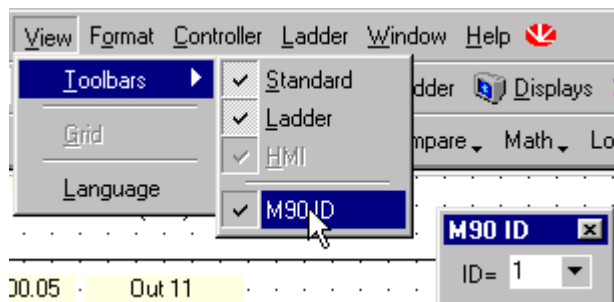 View Format Controller Ladder Window Help
Toolbars Standard dder Displays
Ladder
Grid HMI mpare Math Lo
Language
M90 ID
M90 ID
ID= 1
00.05 Out 11